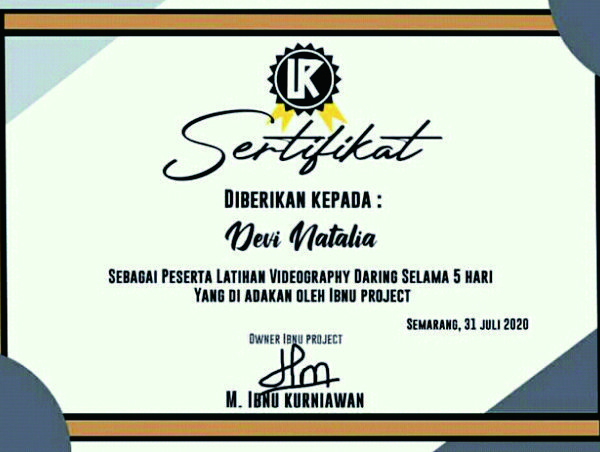 Sertifikat
DIBERIKAN KEPADA :
Devi Natalia
SEBAGAI PESERTA LATIHAN VIDEOGRAPHY DARING SELAMA 5 HARI
YANG DI ADAKAN OLEH IBNU PROJECT
SEMARANG, 31 JULI 2020
OWNER IBNU PROJECT
M. IBNU KURNIAWAN